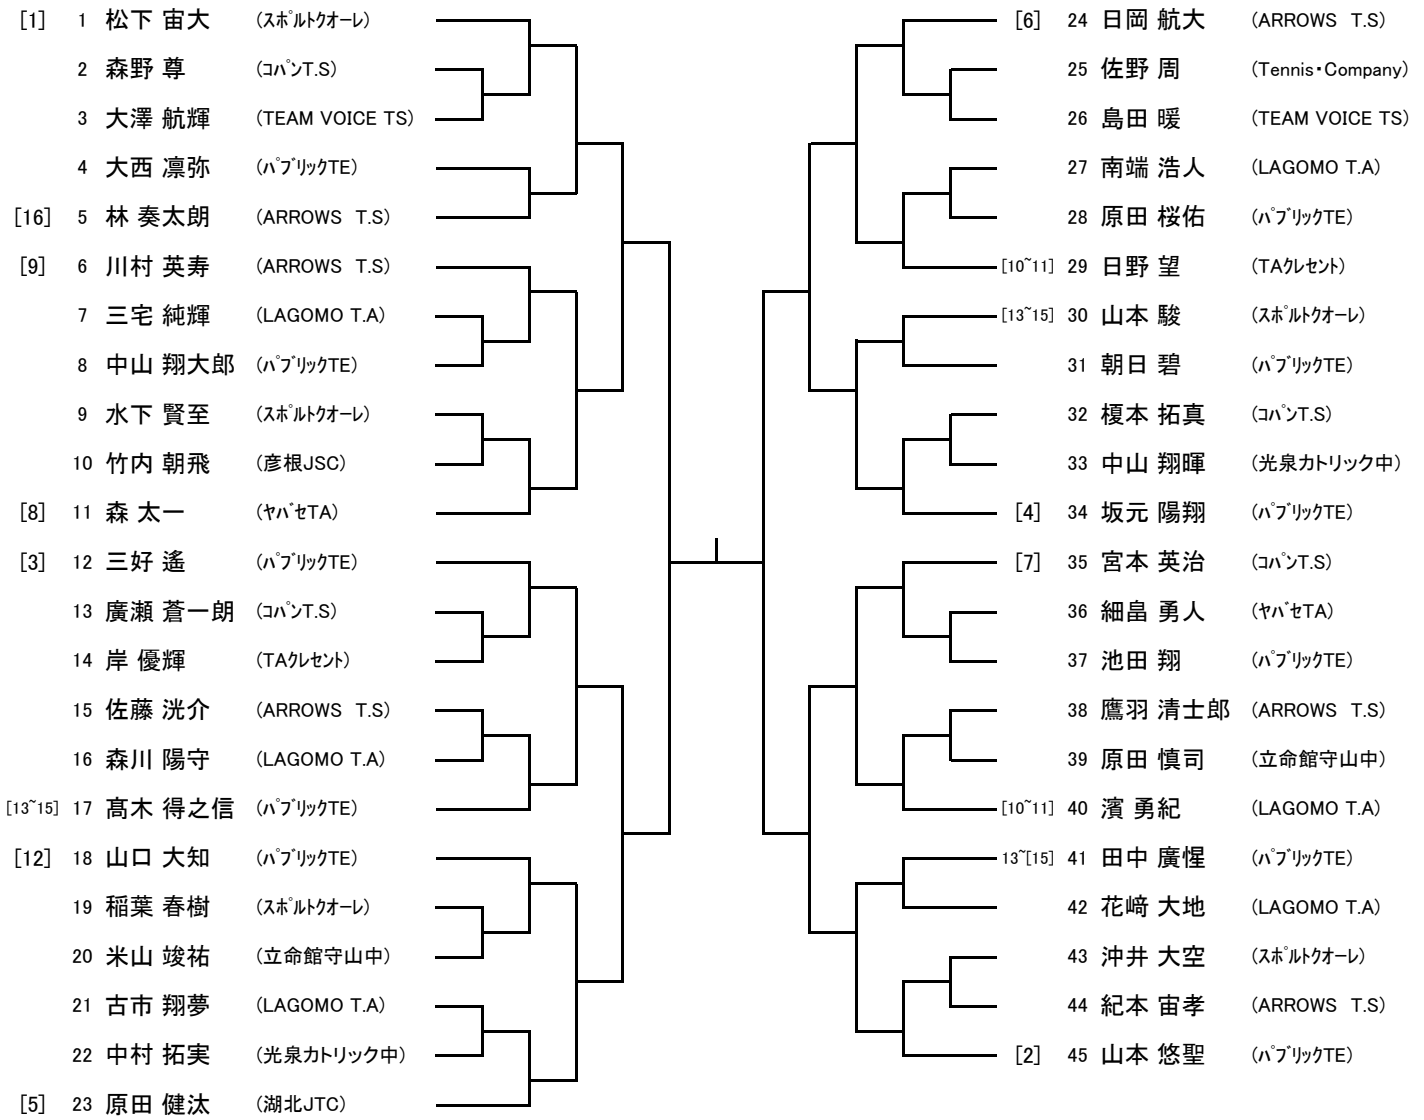 [1] 1 松下 宙大 (ｽﾎﾟﾙﾄｸオーレ)
2 森野 尊 (ｺﾊﾟﾝT.S)
3 大澤 航輝 (TEAM VOICE TS)
4 大西 凛弥 (ﾊﾟﾌﾞﾘｯｸTE)
[16] 5 林 奏太朗 (ARROWS T.S)
[9] 6 川村 英寿 (ARROWS T.S)
7 三宅 純輝 (LAGOMO T.A)
8 中山 翔大郎 (ﾊﾟﾌﾞﾘｯｸTE)
9 水下 賢至 (ｽﾎﾟﾙﾄｸｵｰﾚ)
10 竹内 朝飛 (彦根JSC)
[8] 11 森 太一 (ﾔﾊﾞｾTA)
[3] 12 三好 遙 (ﾊﾟﾌﾞﾘｯｸTE)
13 廣瀬 蒼一朗 (ｺﾊﾟﾝT.S)
14 岸 優輝 (TAｸﾚｾﾝﾄ)
15 佐藤 洸介 (ARROWS T.S)
16 森川 陽守 (LAGOMO T.A)
[13~15] 17 髙木 得之信 (ﾊﾟﾌﾞﾘｯｸTE)
[12] 18 山口 大知 (ﾊﾟﾌﾞﾘｯｸTE)
19 稲葉 春樹 (ｽﾎﾟﾙﾄｸｵｰﾚ)
20 米山 竣祐 (立命館守山中)
21 古市 翔夢 (LAGOMO T.A)
22 中村 拓実 (光泉カトリック中)
[5] 23 原田 健汰 (湖北JTC)
[6] 24 日岡 航大 (ARROWS T.S)
25 佐野 周 (Tennis･Company)
26 島田 暖 (TEAM VOICE TS)
27 南端 浩人 (LAGOMO T.A)
28 原田 桜佑 (ﾊﾟﾌﾞﾘｯｸTE)
[10~11] 29 日野 望 (TAｸﾚｾﾝﾄ)
[13~15] 30 山本 駿 (ｽﾎﾟﾙﾄｸｵｰﾚ)
31 朝日 碧 (ﾊﾟﾌﾞﾘｯｸTE)
32 榎本 拓真 (ｺﾊﾟﾝT.S)
33 中山 翔暉 (光泉カトリック中)
[4] 34 坂元 陽翔 (ﾊﾟﾌﾞﾘｯｸTE)
[7] 35 宮本 英治 (ｺﾊﾟﾝT.S)
36 細畠 勇人 (ﾔﾊﾞｾTA)
37 池田 翔 (ﾊﾟﾌﾞﾘｯｸTE)
38 鷹羽 清士郎 (ARROWS T.S)
39 原田 慎司 (立命館守山中)
[10~11] 40 濱 勇紀 (LAGOMO T.A)
13~[15] 41 田中 廣惺 (ﾊﾟﾌﾞﾘｯｸTE)
42 花﨑 大地 (LAGOMO T.A)
43 沖井 大空 (ｽﾎﾟﾙﾄｸｵｰﾚ)
44 紀本 宙孝 (ARROWS T.S)
[2] 45 山本 悠聖 (ﾊﾟﾌﾞﾘｯｸTE)